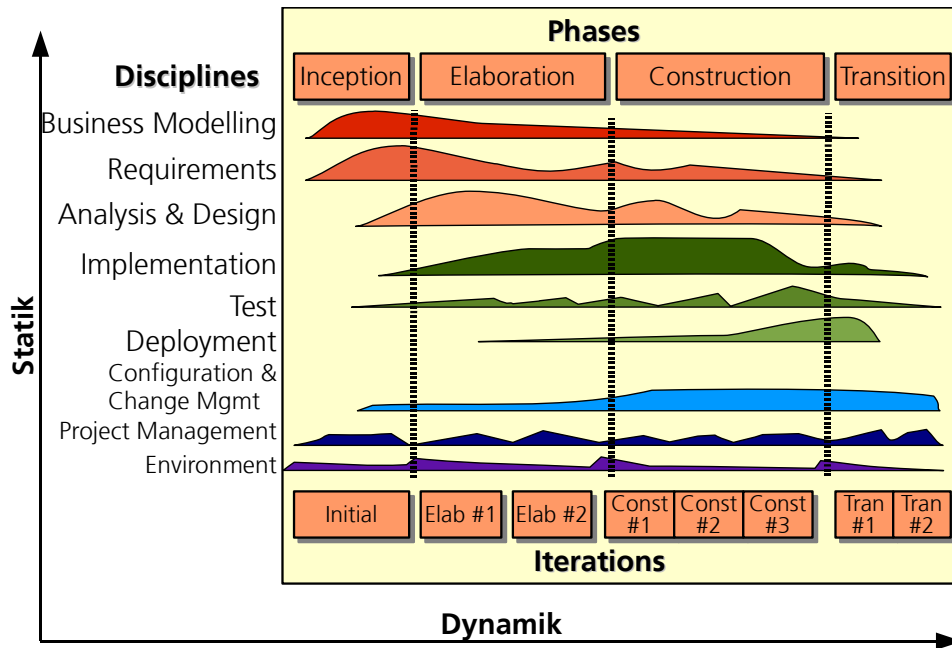 Phases
Disciplines
Inception
Elaboration
Construction
Transition
Business Modelling
Requirements
Analysis & Design
Implementation
Test
Deployment
Configuration &
Change Mgmt
Project Management
Environment
Statik
Initial
Elab #1
Elab #2
Const
#1
Const
#2
Const
#3
Tran
#1
Tran
#2
Iterations
Dynamik